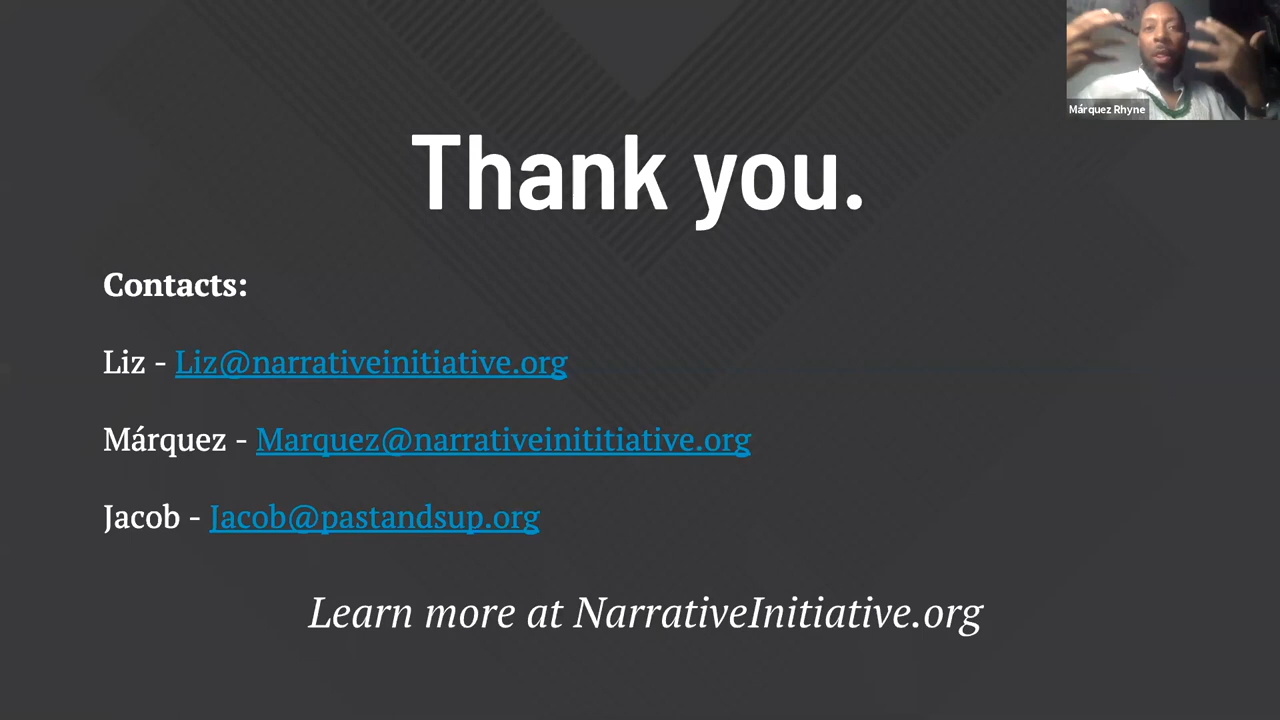 Márquez Rhyne
Thank you.
Contacts:
Liz - Liz@narrativeinitiative.org
Márquez - Marquez@narrativeinititiative.org
Jacob - Jacob@pastandsup.org
Learn more at NarrativeInitiative.org